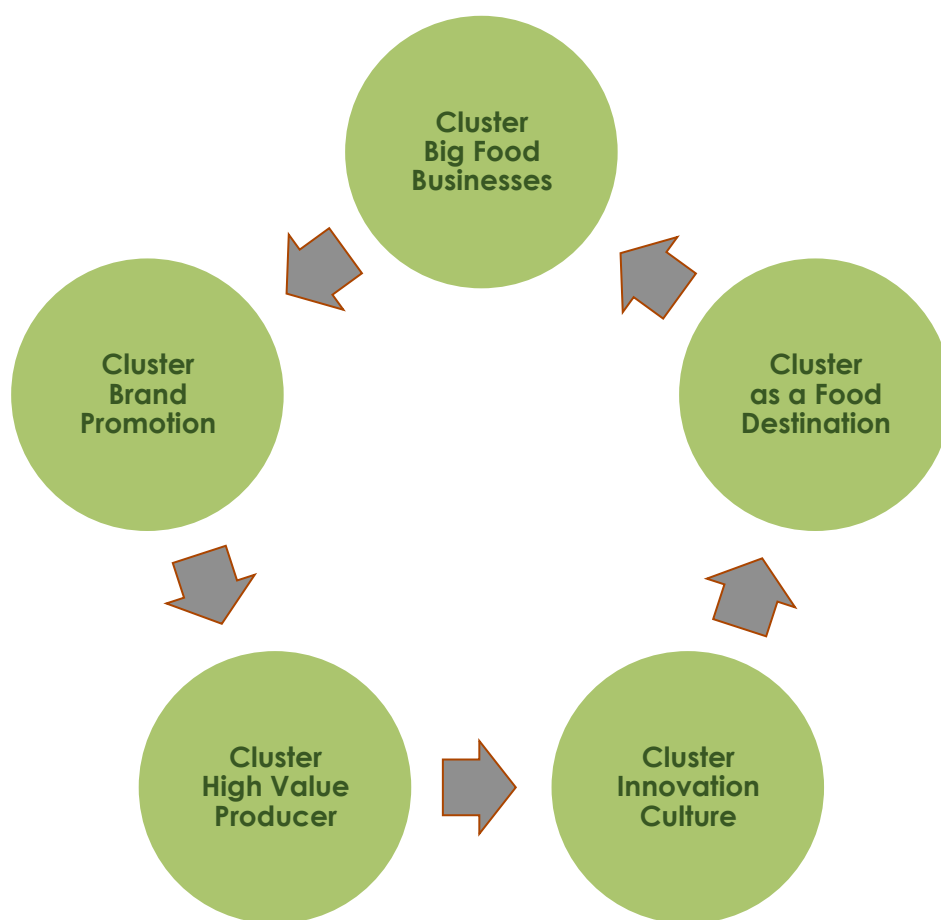 Cluster
Big Food
Businesses
Cluster
Brand
Promotion
Cluster
as a Food
Destination
Cluster
High Value
Producer
Cluster
Innovation
Culture